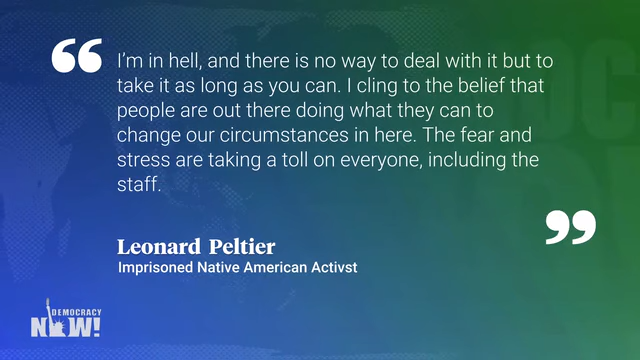 “
I’m in hell, and there is no way to deal with it but to
take it as long as you can. I cling to the belief that
people are out there doing what they can to
change our circumstances in here. The fear and
stress are taking a toll on everyone, including the
staff.
”
Leonard Peltier
Imprisoned Native American Activst
DEMOCRACY
NOW!